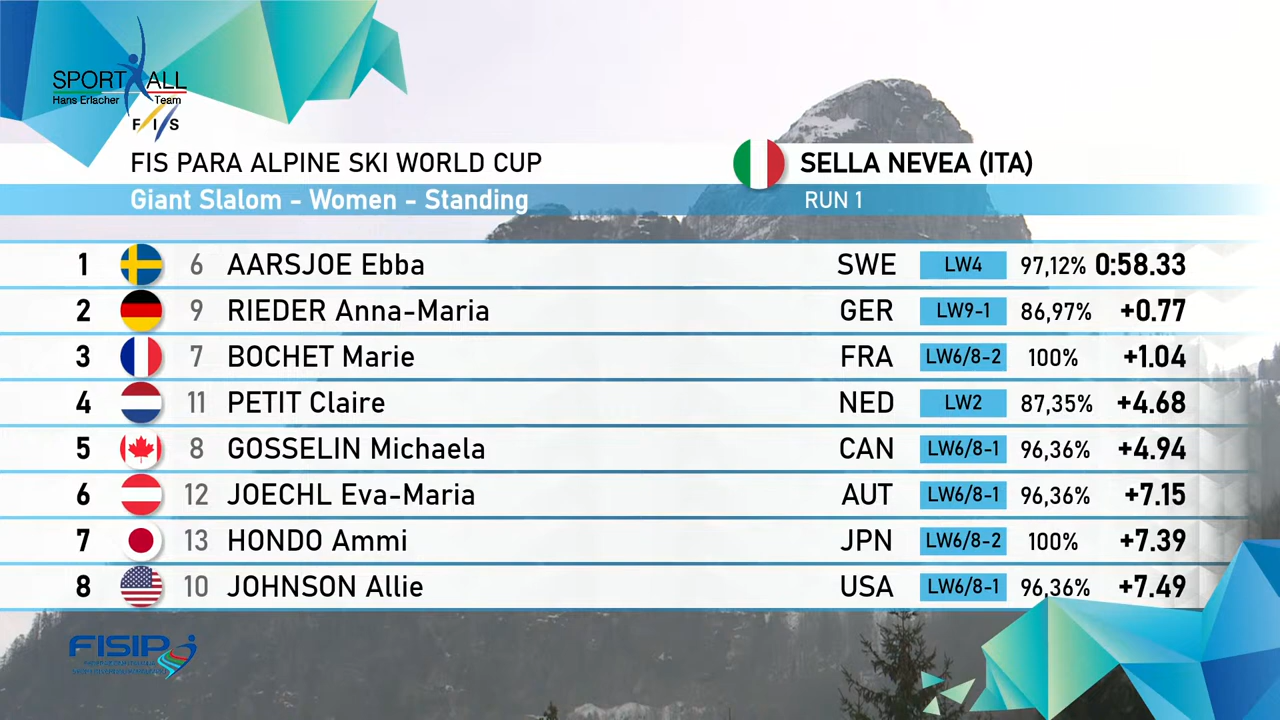 SPORT ALL
Hans Erlacher Team
F I S
FIS PARA ALPINE SKI WORLD CUP SELLA NEVEA (ITA)
Giant Slalom - Women - Standing RUN 1
1 6 AARSJOE Ebba SWE LW4 97,12% 0:58.33
2 9 RIEDER Anna-Maria GER LW9-1 86,97% +0.77
3 7 BOCHET Marie FRA LW6/8-2 100% +1.04
4 11 PETIT Claire NED LW2 87,35% +4.68
5 8 GOSSELIN Michaela CAN LW6/8-1 96,36% +4.94
6 12 JOECHL Eva-Maria AUT LW6/8-1 96,36% +7.15
7 13 HONDO Ammi JPN LW6/8-2 100% +7.39
8 10 JOHNSON Allie USA LW6/8-1 96,36% +7.49
FISIP